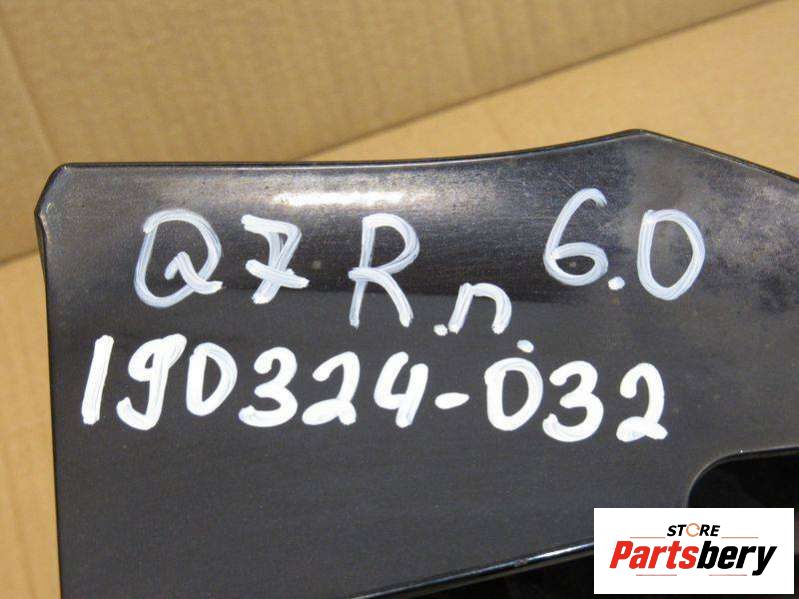 Q7 R.п. 6.0
190324-032
STORE
Partsbery